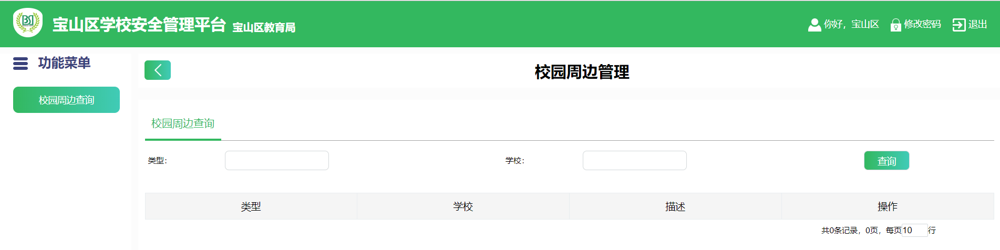 宝山区学校安全管理平台 宝山区教育局
你好，宝山区 修改密码 退出
功能菜单
校园周边管理
校园周边查询
校园周边查询
类型： 学校： 查询
类型 学校 描述 操作
共0条记录，0页，每页10行